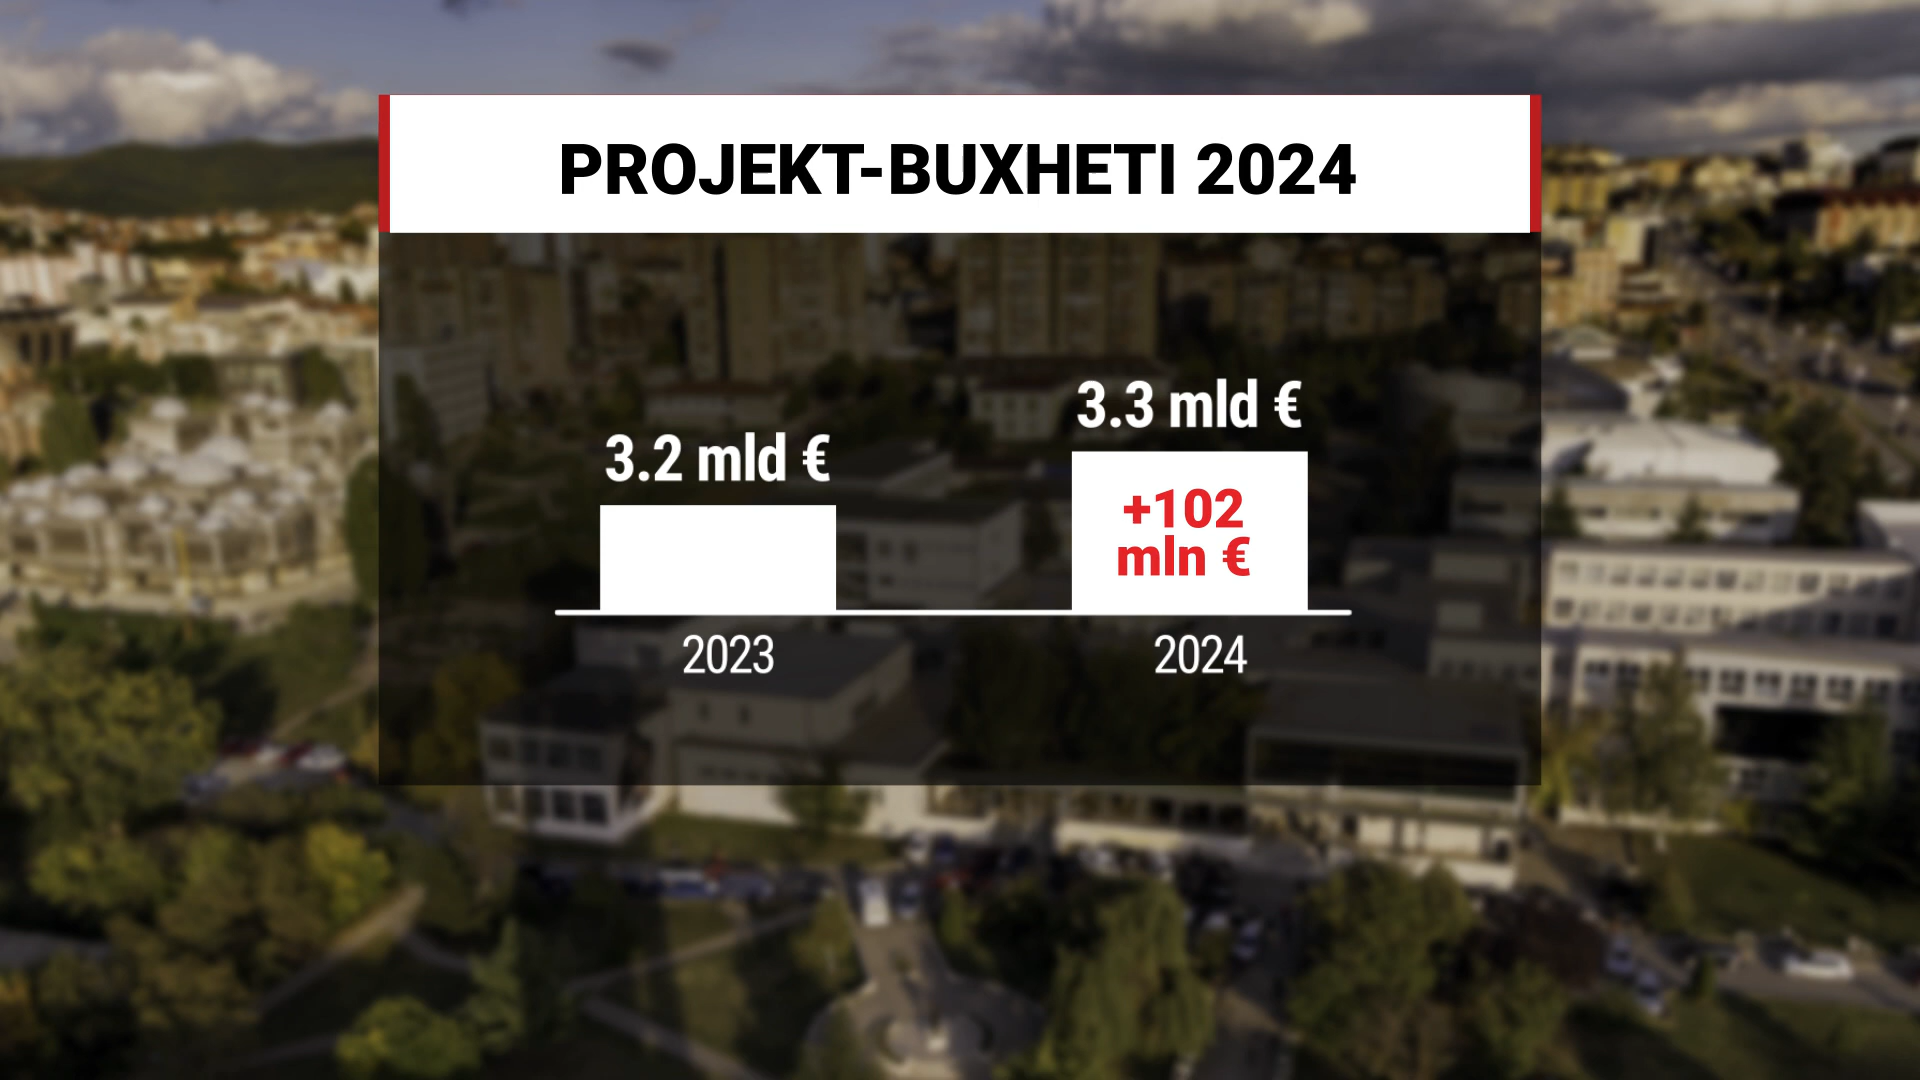 PROJEKT-BUXHETI 2024
3.2 mld €
3.3 mld €
+102
mln €
2023
2024